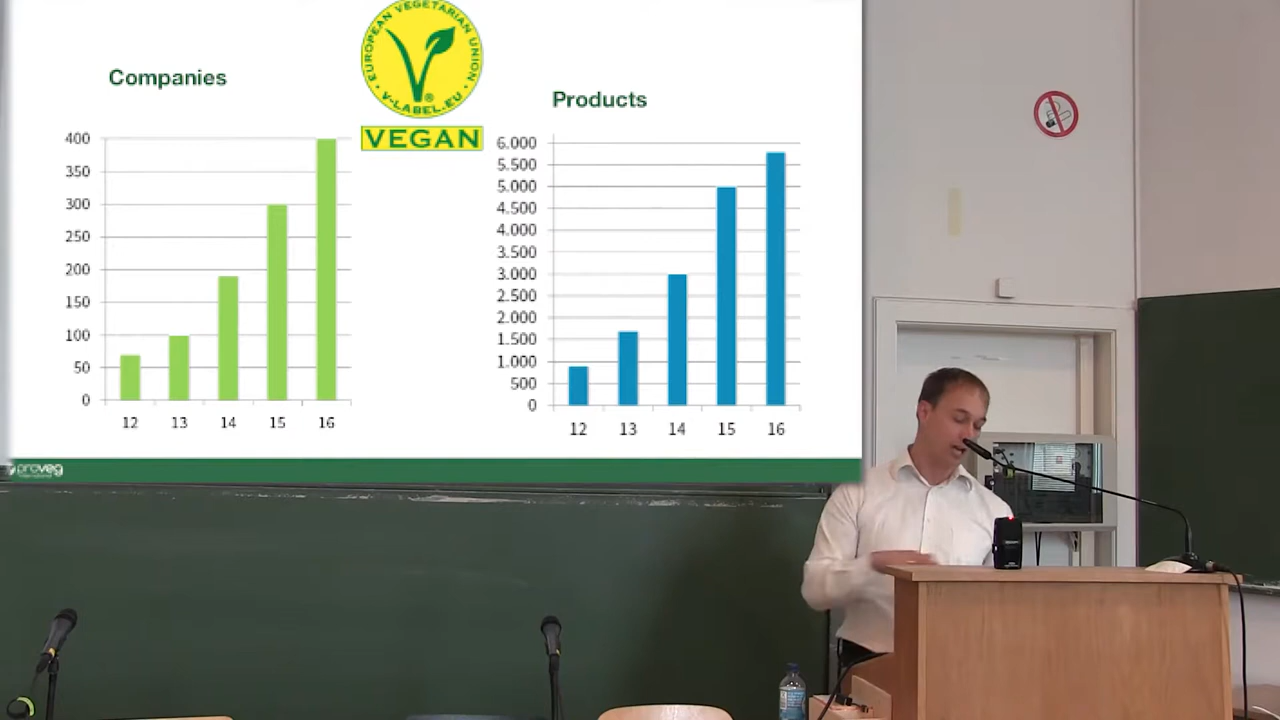 Companies
EUROPEAN VEGETARIAN UNION
V-LABEL.EU
®
VEGAN
Products
400
350
300
250
200
150
100
50
0
12 13 14 15 16
6.000
5.500
5.000
4.500
4.000
3.500
3.000
2.500
2.000
1.500
1.000
500
0
12 13 14 15 16
proveg
international